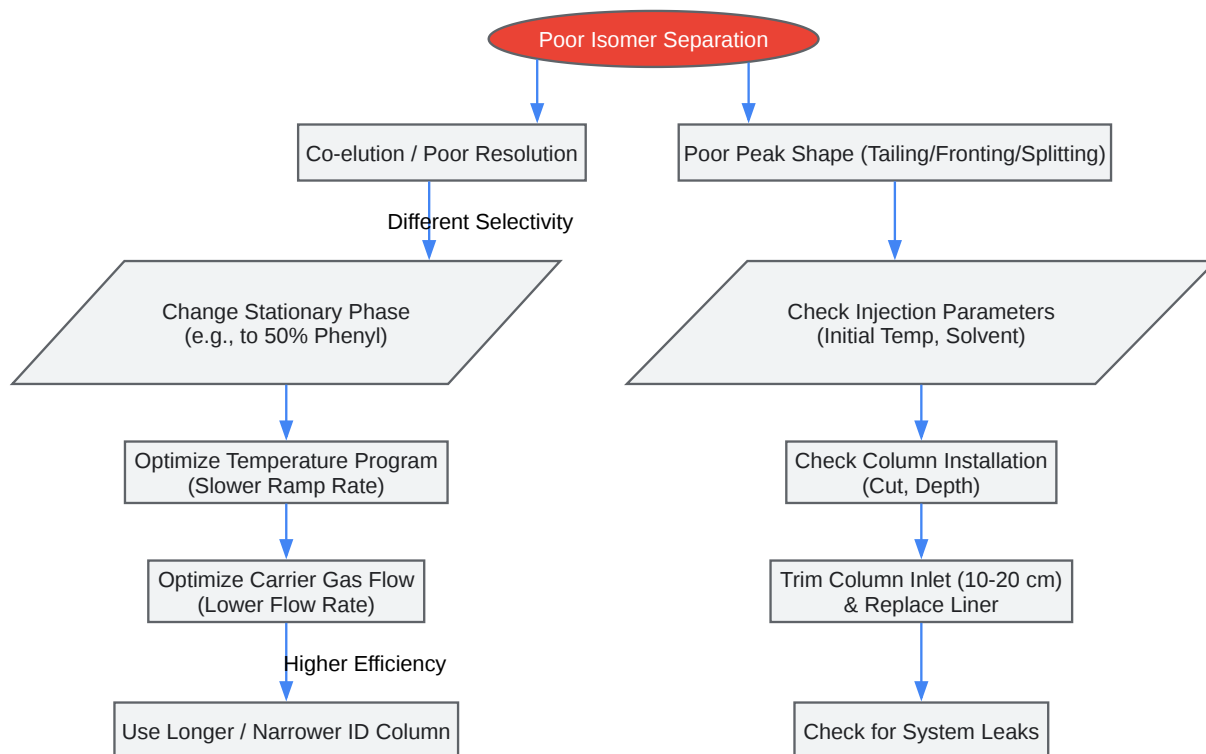 Poor Isomer Separation
Co-elution / Poor Resolution
Poor Peak Shape (Tailing/Fronting/Splitting)
Different Selectivity
Change Stationary Phase
(e.g., to 50% Phenyl)
Check Injection Parameters
(Initial Temp, Solvent)
Optimize Temperature Program
(Slower Ramp Rate)
Check Column Installation
(Cut, Depth)
Optimize Carrier Gas Flow
(Lower Flow Rate)
Trim Column Inlet (10-20 cm)
& Replace Liner
Higher Efficiency
Use Longer / Narrower ID Column
Check for System Leaks